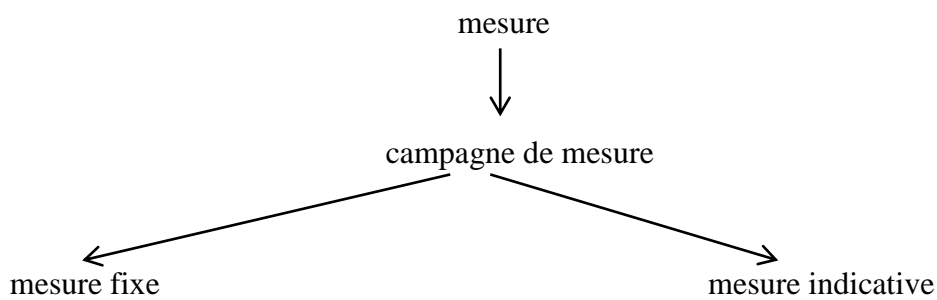 mesure
campagne de mesure
mesure fixe
mesure indicative